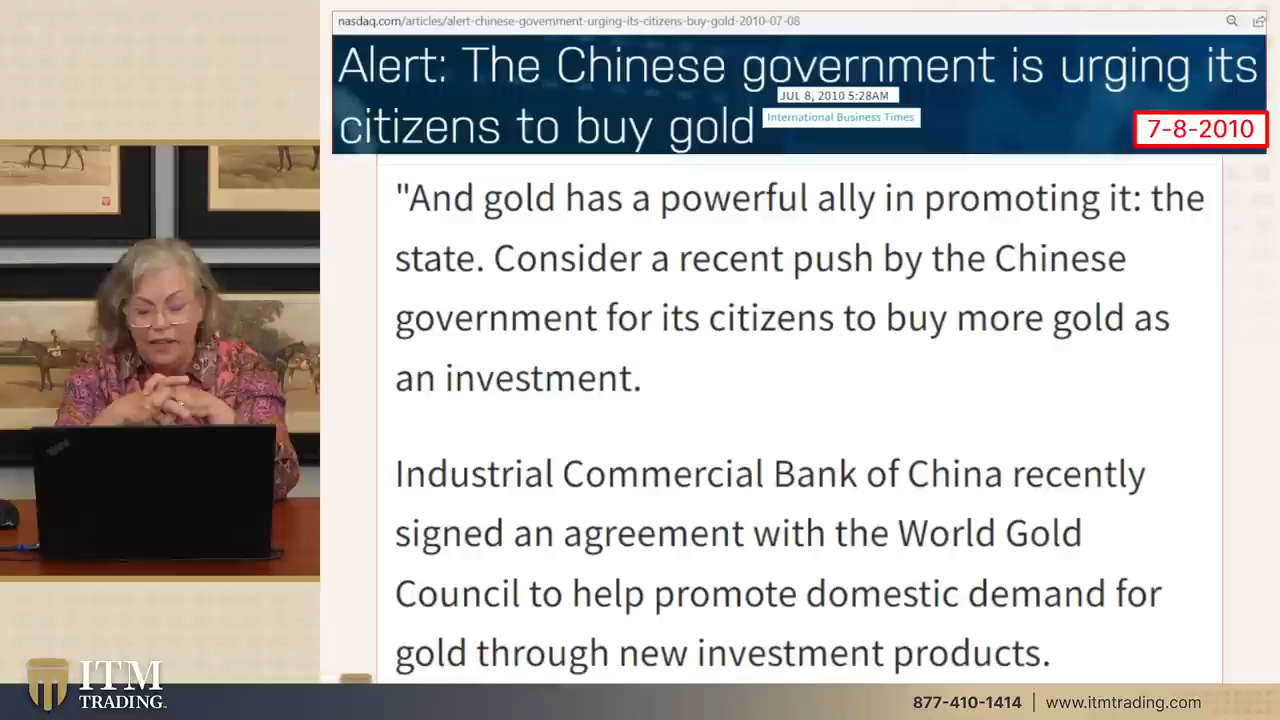 nasdaq.com/articles/alert-chinese-government-urging-its-citizens-buy-gold-2010-07-08
Alert: The Chinese government is urging its
citizens to buy gold
JUL 8, 2010 5:28AM
International Business Times
7-8-2010
"And gold has a powerful ally in promoting it: the
state. Consider a recent push by the Chinese
government for its citizens to buy more gold as
an investment.
Industrial Commercial Bank of China recently
signed an agreement with the World Gold
Council to help promote domestic demand for
gold through new investment products.
ThinkPad
ITM
TRADING
877-410-1414 | www.itmtrading.com